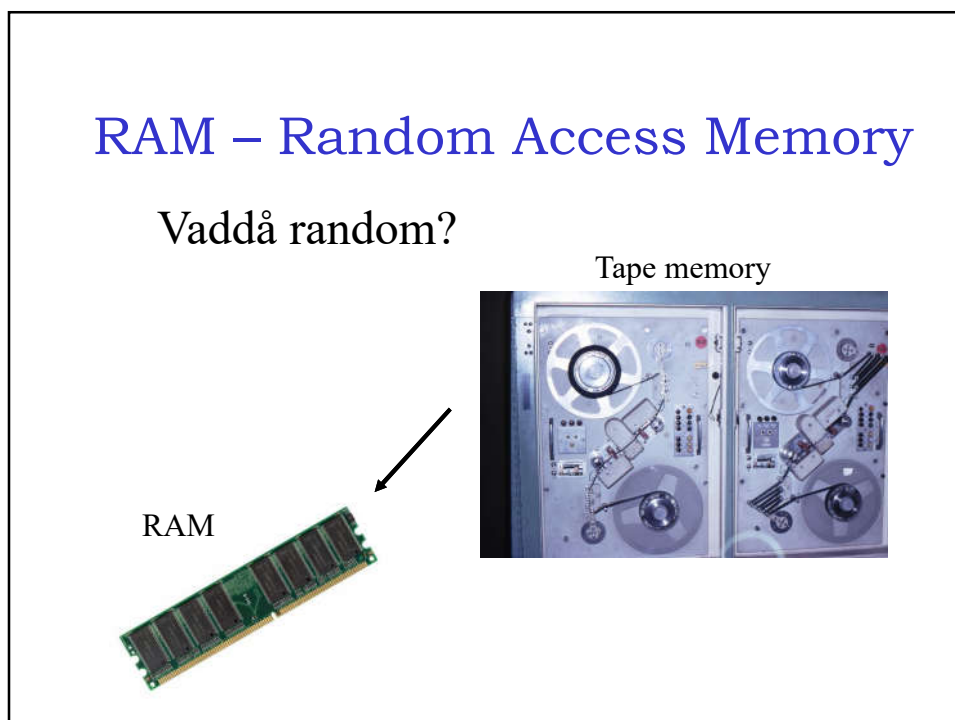 RAM – Random Access Memory
Vaddå random?
Tape memory
RAM